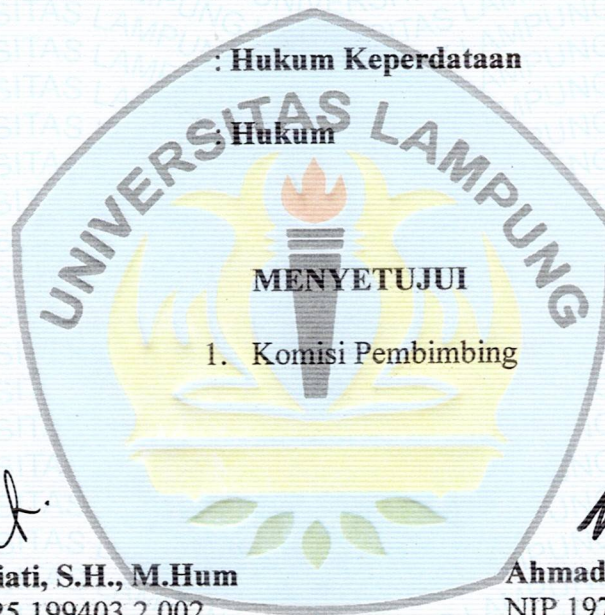 : Hukum Keperdataan
: Hukum
UNIVERSITAS LAMPUNG
MENYETUJUI
1. Komisi Pembimbing
iati, S.H., M.Hum
Ahmad
25 199403 2 002
NIP 197